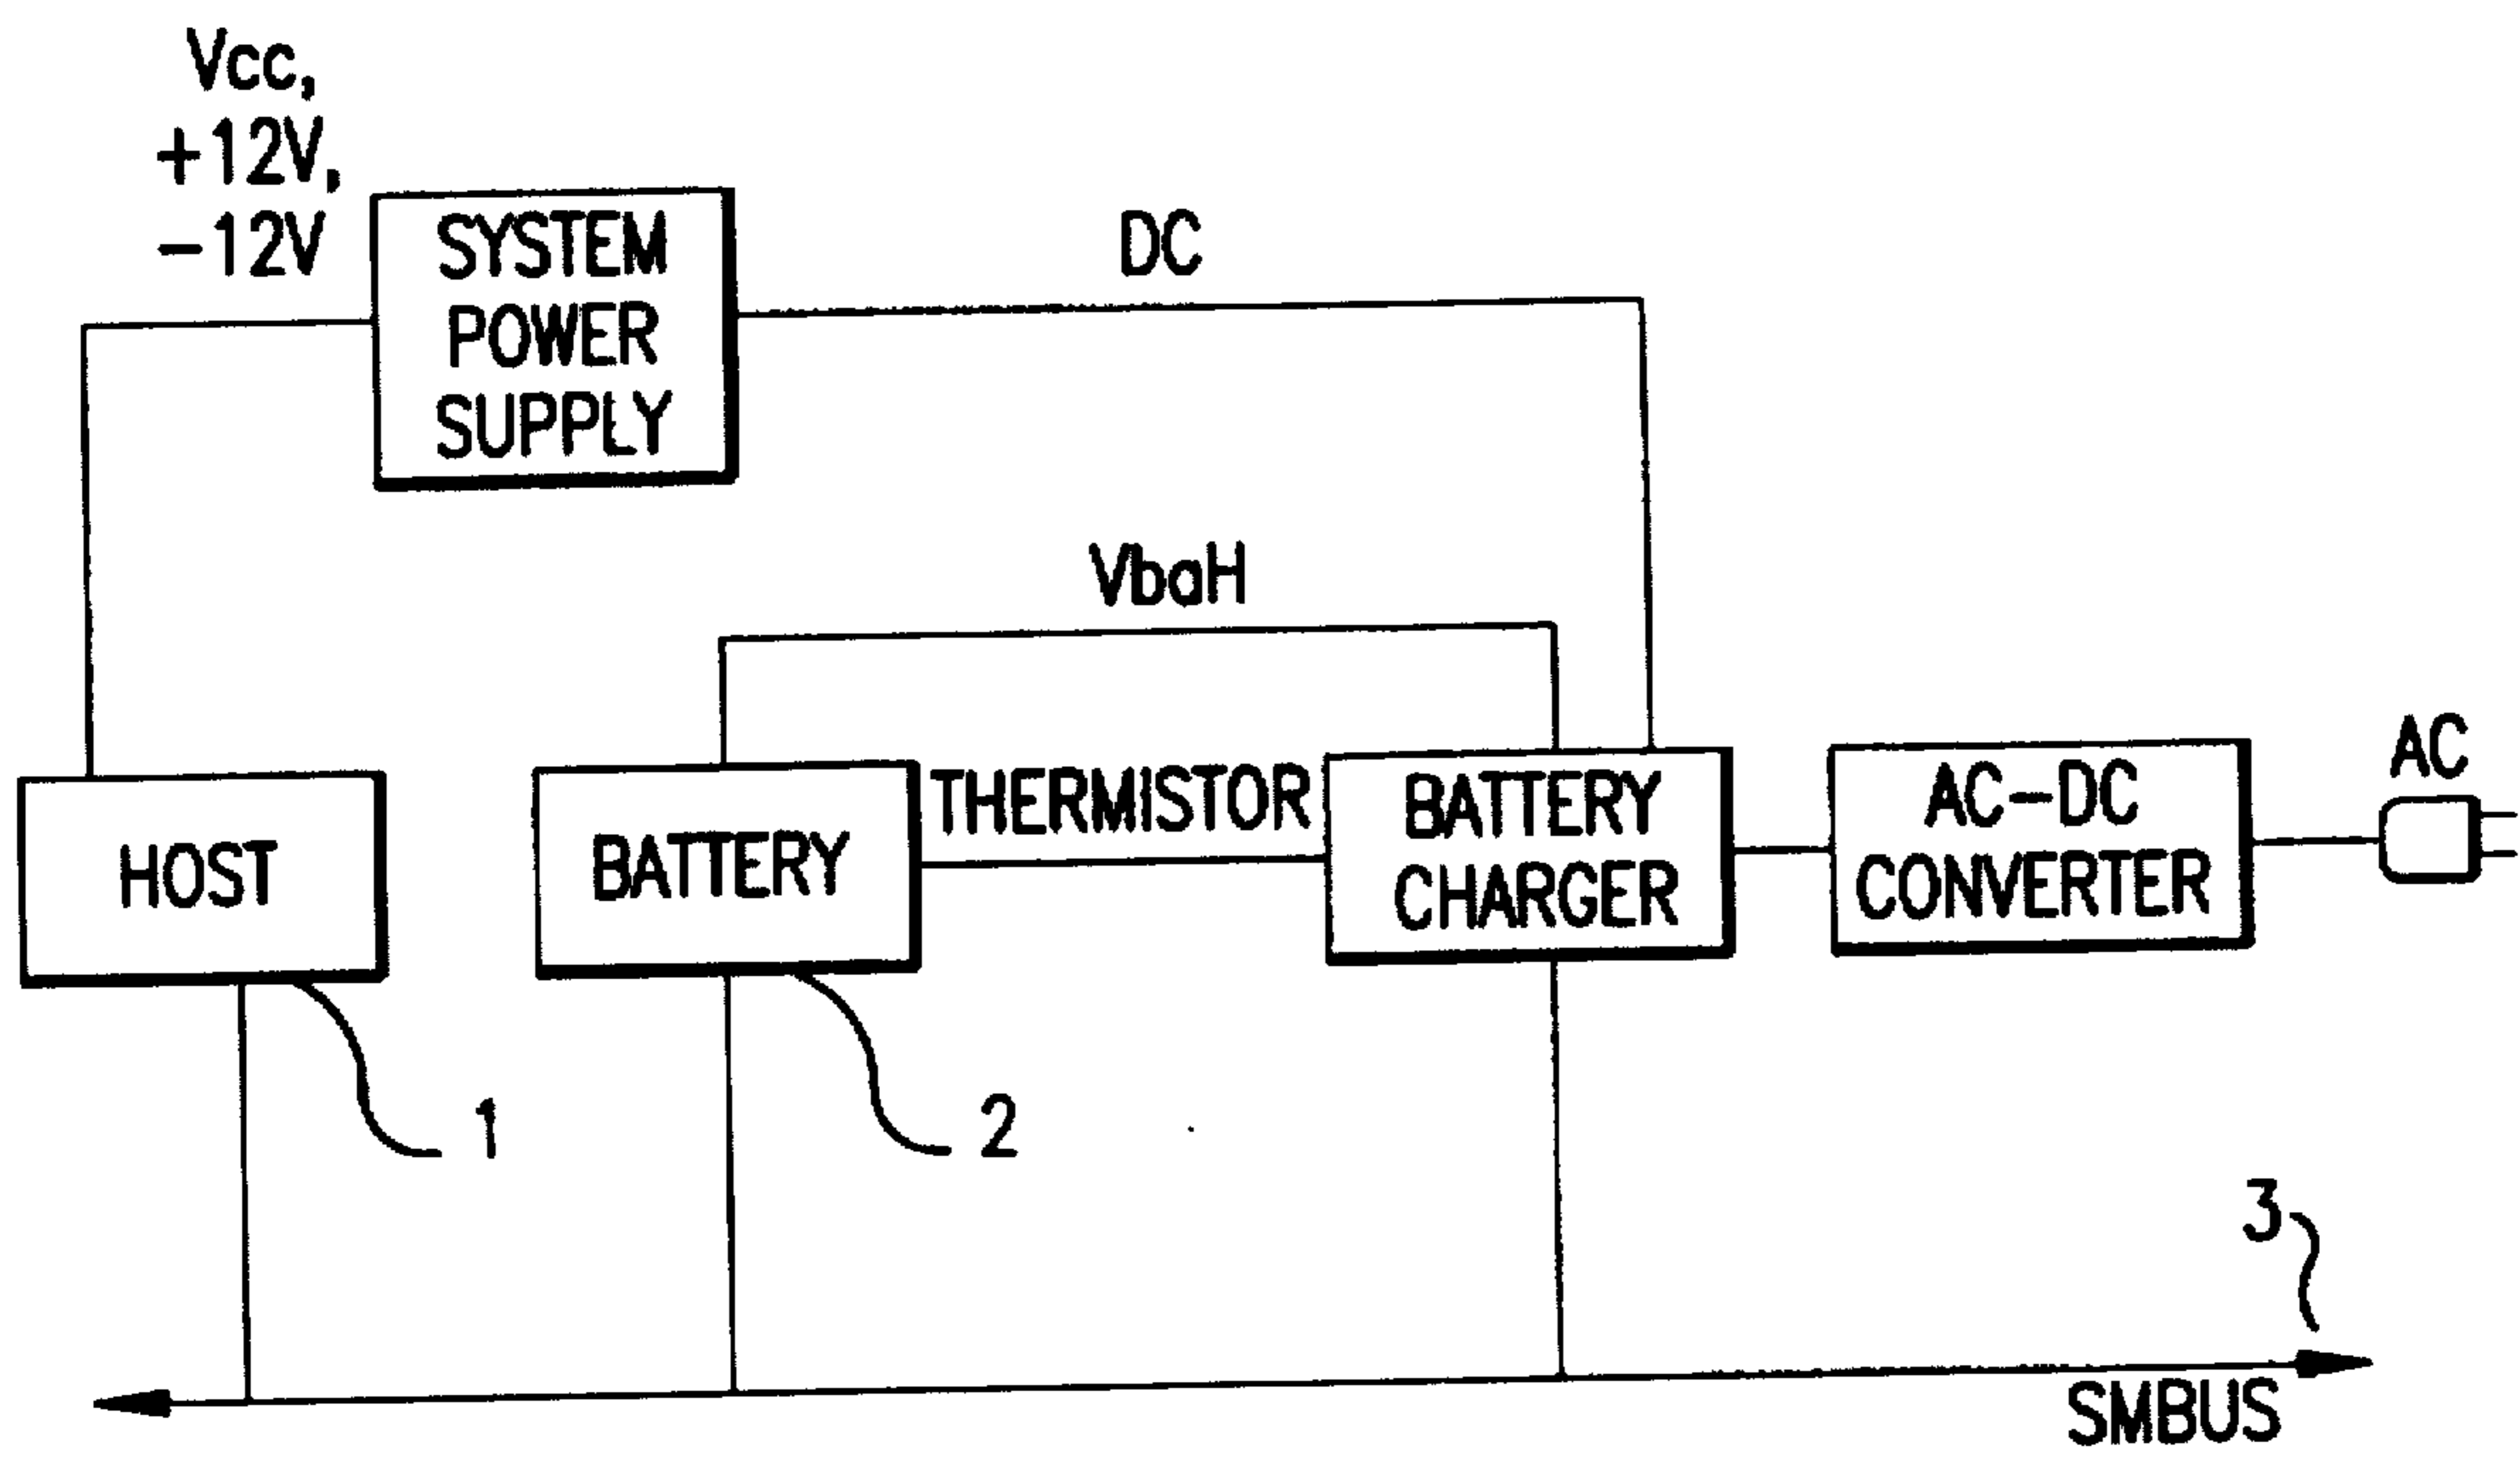 Vcc,
+12V,
-12V
SYSTEM
POWER
SUPPLY
DC
VbaH
HOST
BATTERY
THERMISTOR
BATTERY
CHARGER
AC-DC
CONVERTER
AC
1
2
3
SMBUS